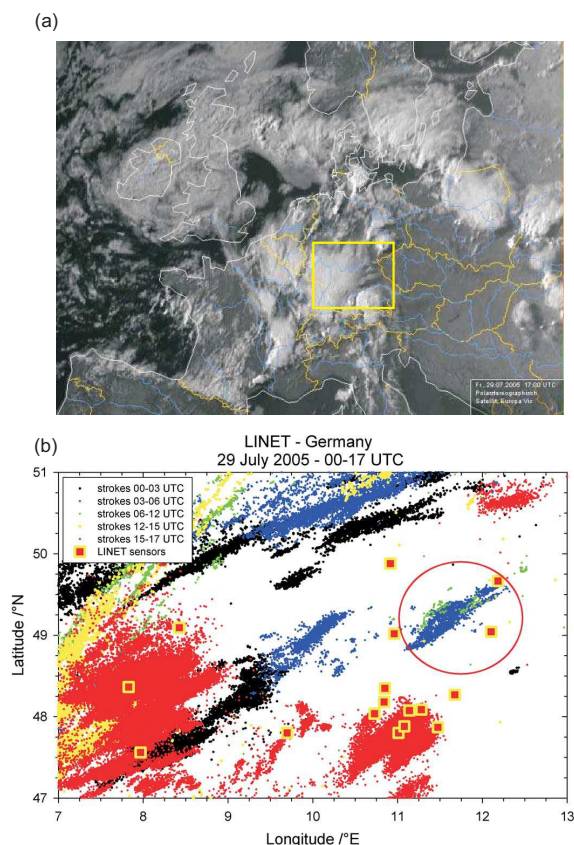 (a)
Fr, 29.07.2005 17:00 UTC
Polarstereographisch
Satellit: Europa Vis
(b)
LINET - Germany
29 July 2005 - 00-17 UTC
strokes 00-03 UTC
strokes 03-06 UTC
strokes 06-12 UTC
strokes 12-15 UTC
strokes 15-17 UTC
LINET sensors
51
50
49
48
47
Latitude /°N
7 8 9 10 11 12 13
Longitude /°E